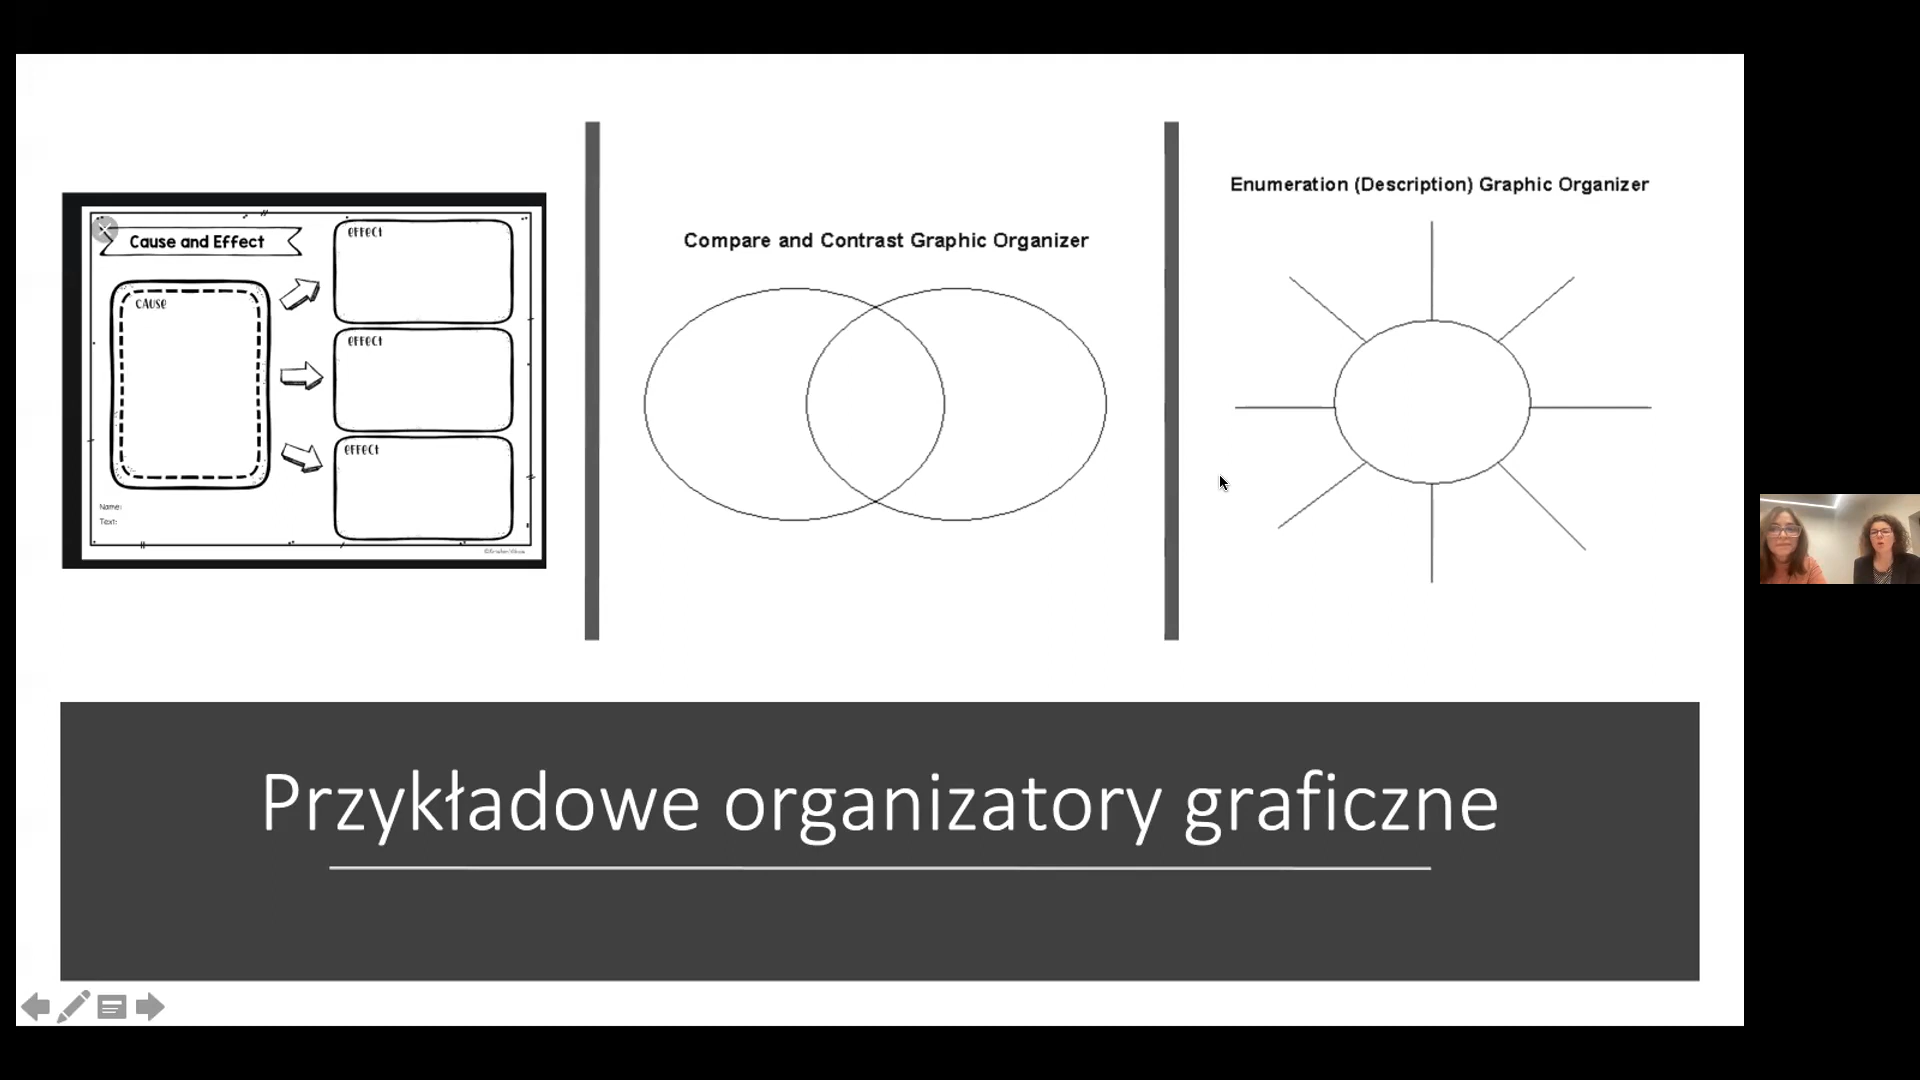 Cause and Effect
CAUSE
EFFECT
EFFECT
EFFECT
Name:
Text:
Compare and Contrast Graphic Organizer
Enumeration (Description) Graphic Organizer
Przykładowe organizatory graficzne